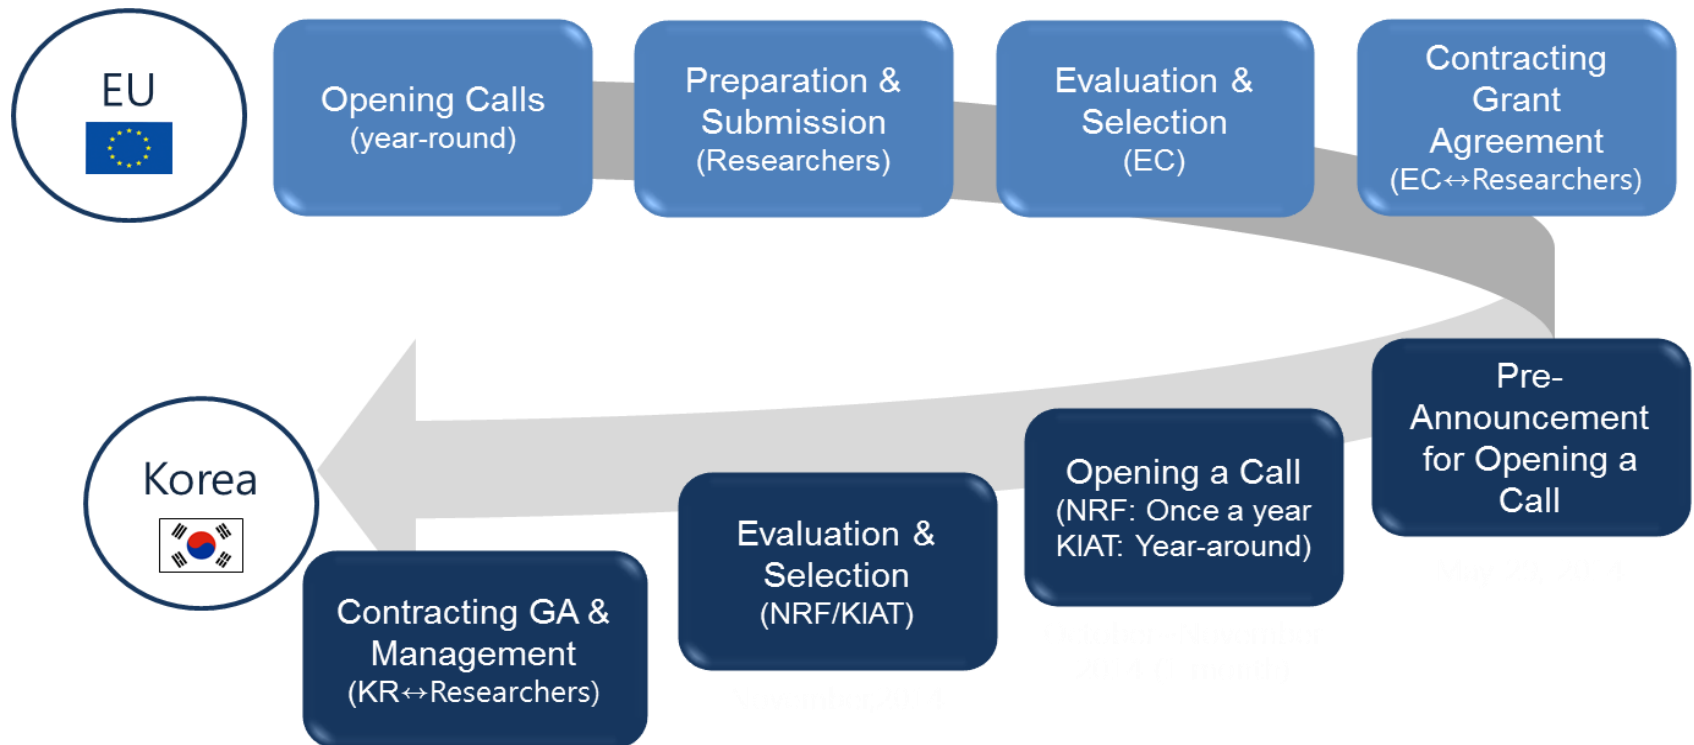 EU
Opening Calls
(year-round)
Preparation &
Submission
(Researchers)
Evaluation &
Selection
(EC)
Contracting
Grant
Agreement
(EC↔Researchers)
Pre-
Announcement
for Opening a
Call
Opening a Call
(NRF: Once a year
KIAT: Year-around)
Evaluation &
Selection
(NRF/KIAT)
Korea
Contracting GA &
Management
(KR↔Researchers)